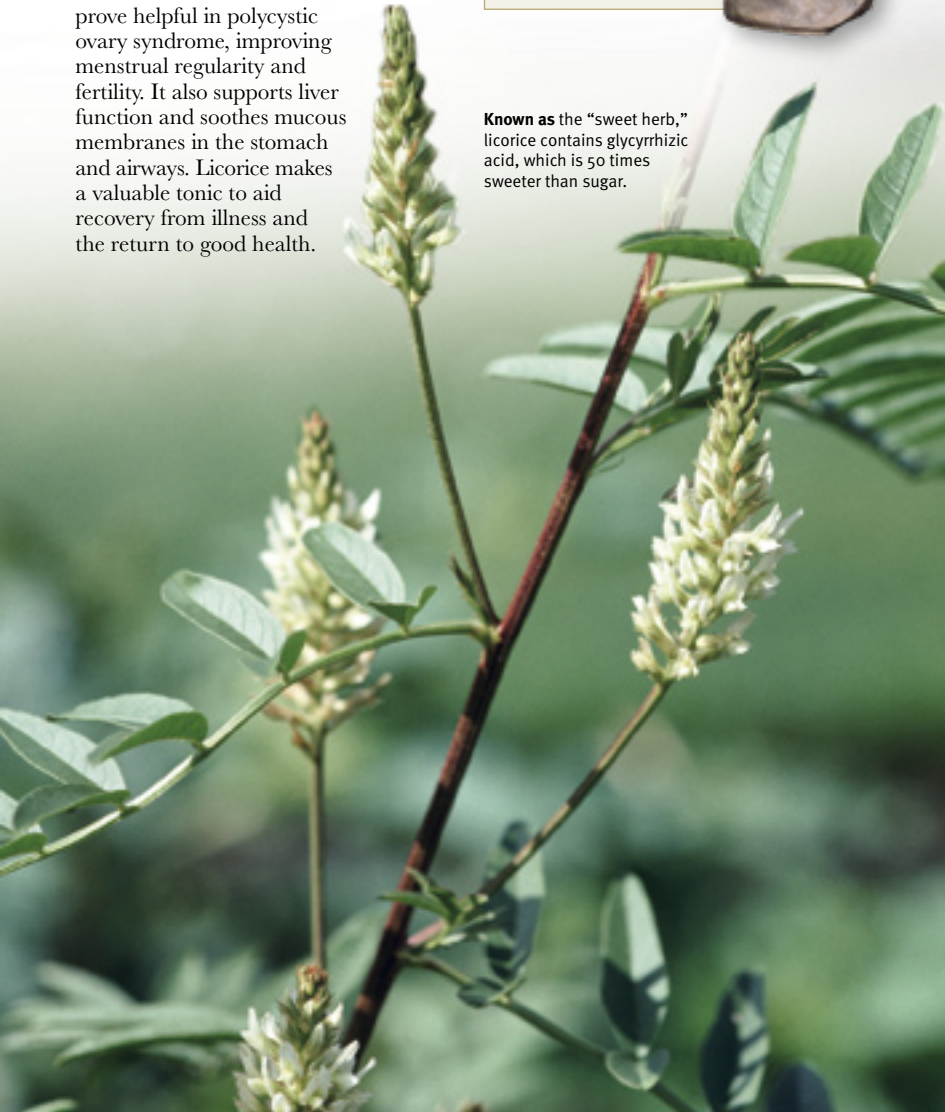 prove helpful in polycystic
ovary syndrome, improving
menstrual regularity and
fertility. It also supports liver
function and soothes mucous
membranes in the stomach
and airways. Licorice makes
a valuable tonic to aid
recovery from illness and
the return to good health.
Known as the “sweet herb,”
licorice contains glycyrrhizic
acid, which is 50 times
sweeter than sugar.